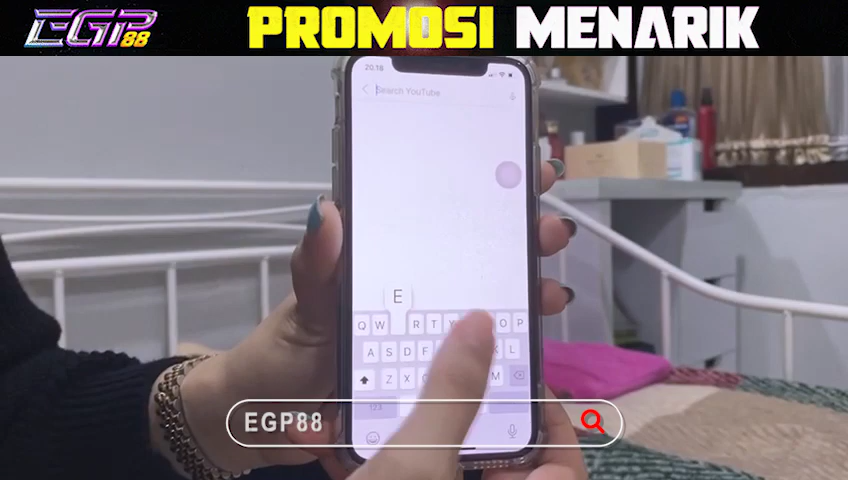 EGP88
PROMOSI MENARIK
20.18
Search YouTube
E
Q W R T Y O P
A S D F K L
Z X C M
123
EGP88